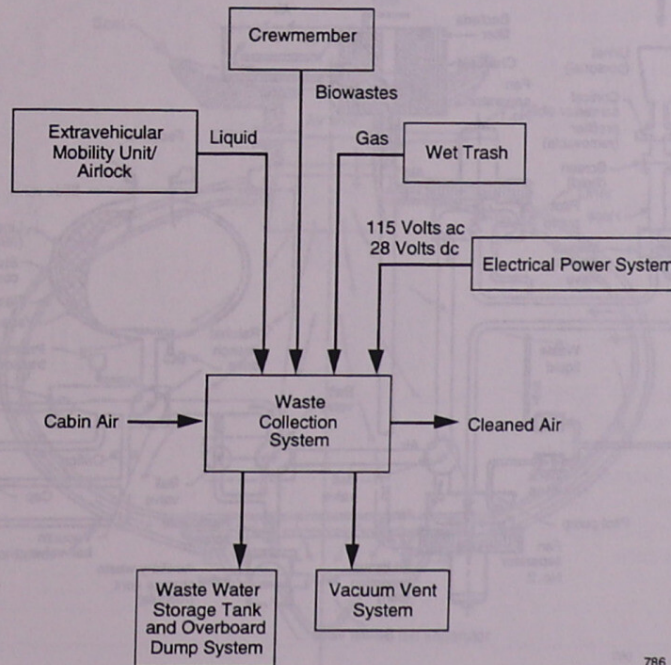 Crewmember
Biowastes
Extravehicular
Mobility Unit/
Airlock
Liquid
Gas
Wet Trash
115 Volts ac
28 Volts dc
Electrical Power System
Waste
Collection
System
Cabin Air
Cleaned Air
Waste Water
Storage Tank
and Overboard
Dump System
Vacuum Vent
System
786